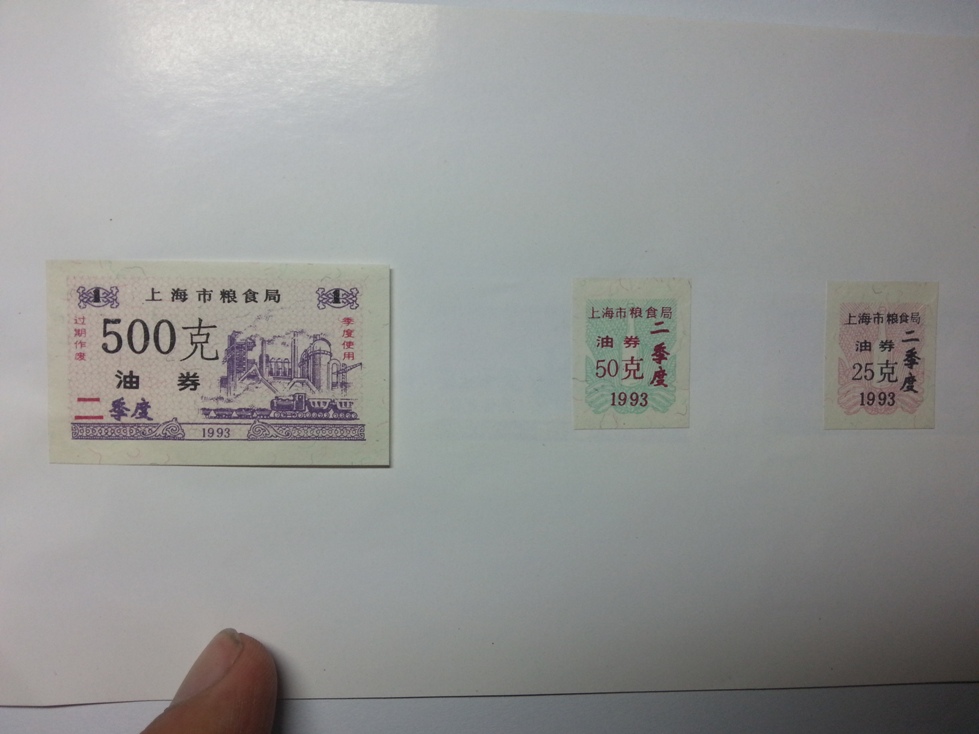 1 上海市粮食局 1
过期作废
500克
季度使用
油 券
二季度
1993
上海市粮食局
油 券
50克
二季度
1993
上海市粮食局
油 券
25克
二季度
1993